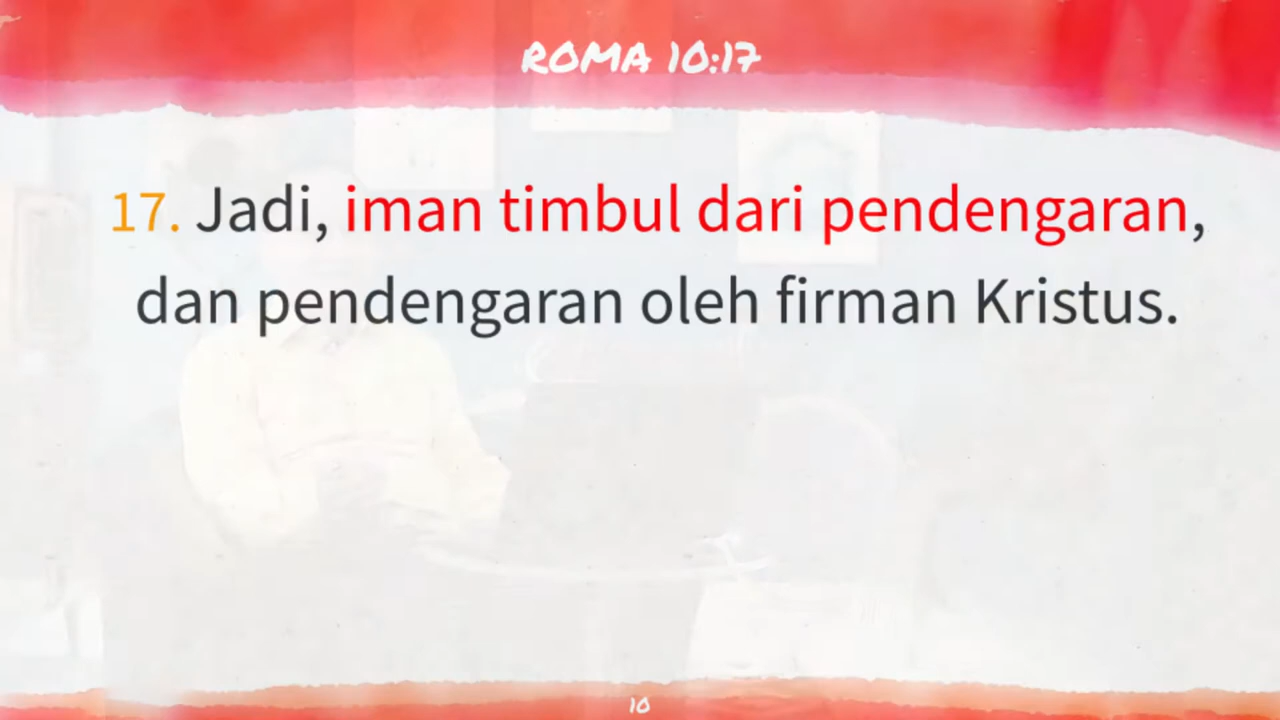 ROMA 10:17
17. Jadi, iman timbul dari pendengaran,
dan pendengaran oleh firman Kristus.
10